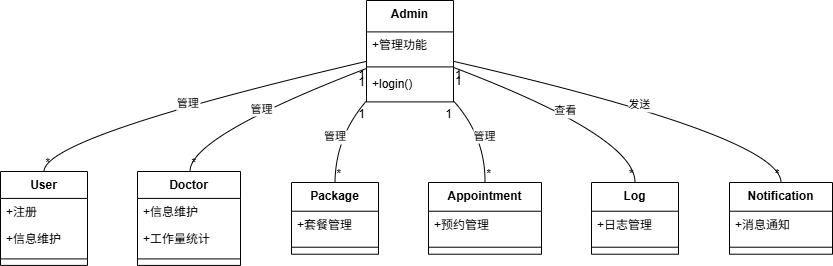 Admin
+管理功能
+login()
1
1
1
1
1
1
管理
管理
管理
管理
查看
发送
*
*
*
*
*
*
User
+注册
+信息维护
Doctor
+信息维护
+工作量统计
Package
+套餐管理
Appointment
+预约管理
Log
+日志管理
Notification
+消息通知